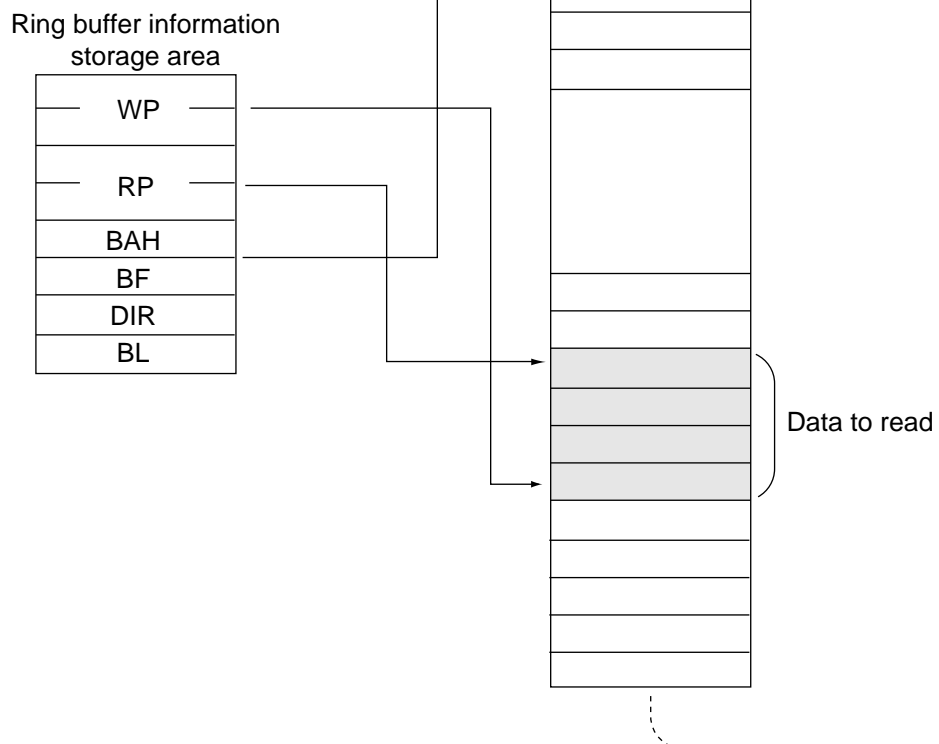 Ring buffer information
storage area
WP
RP
BAH
BF
DIR
BL
Data to read